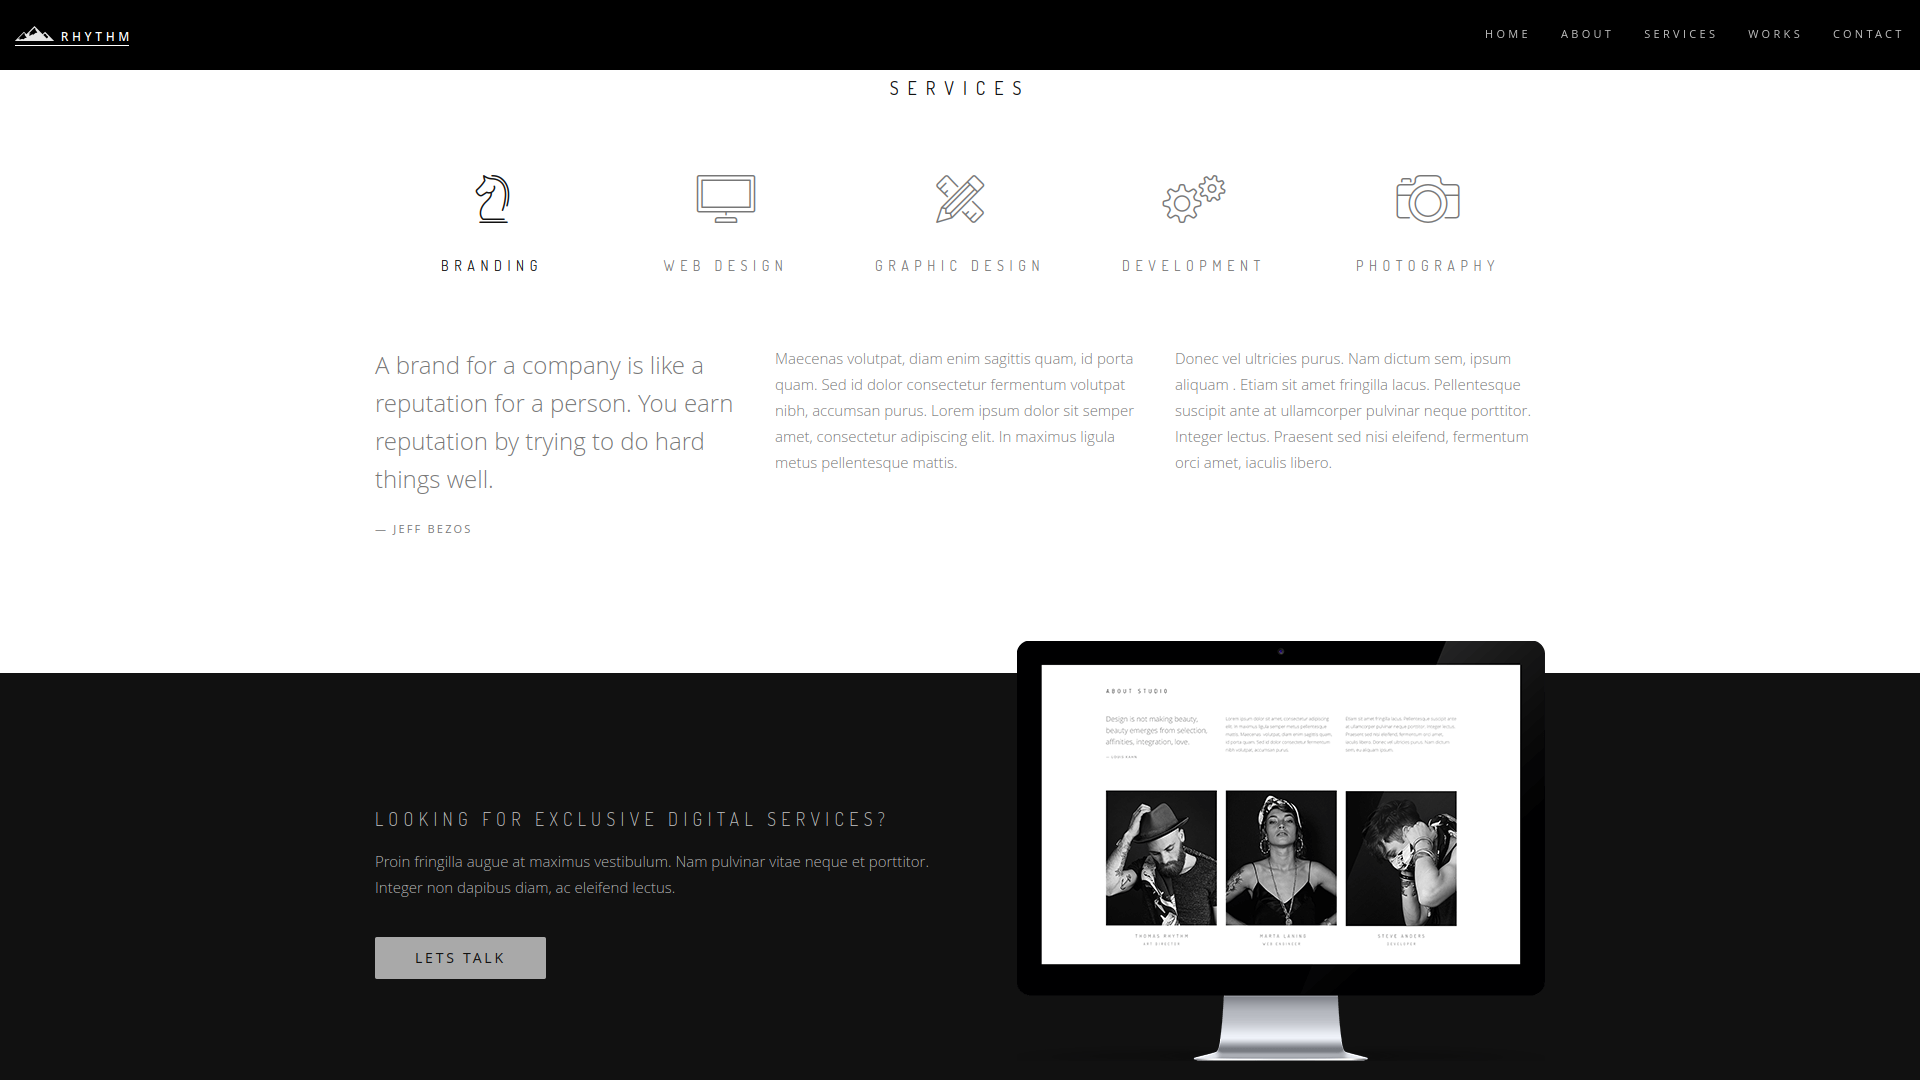 RHYTHM
HOME ABOUT SERVICES WORKS CONTACT
SERVICES
BRANDING
WEB DESIGN
GRAPHIC DESIGN
DEVELOPMENT
PHOTOGRAPHY
A brand for a company is like a
reputation for a person. You earn
reputation by trying to do hard
things well.
— JEFF BEZOS
Maecenas volutpat, diam enim sagittis quam, id porta
quam. Sed id dolor consectetur fermentum volutpat
nibh, accumsan purus. Lorem ipsum dolor sit semper
amet, consectetur adipiscing elit. In maximus ligula
metus pellentesque mattis.
Donec vel ultricies purus. Nam dictum sem, ipsum
aliquam . Etiam sit amet fringilla lacus. Pellentesque
suscipit ante at ullamcorper pulvinar neque porttitor.
Integer lectus. Praesent sed nisi eleifend, fermentum
orci amet, iaculis libero.
LOOKING FOR EXCLUSIVE DIGITAL SERVICES?
Proin fringilla augue at maximus vestibulum. Nam pulvinar vitae neque et porttitor.
Integer non dapibus diam, ac eleifend lectus.
LETS TALK
ABOUT STUDIO
Design is not making beauty,
beauty emerges from selection,
affinities, integration, love.
— LOUIS KAHN
THOMAS RHYTHM
ART DIRECTOR
MARTA LANING
WEB ENGINEER
STEVE
DEVELOPER